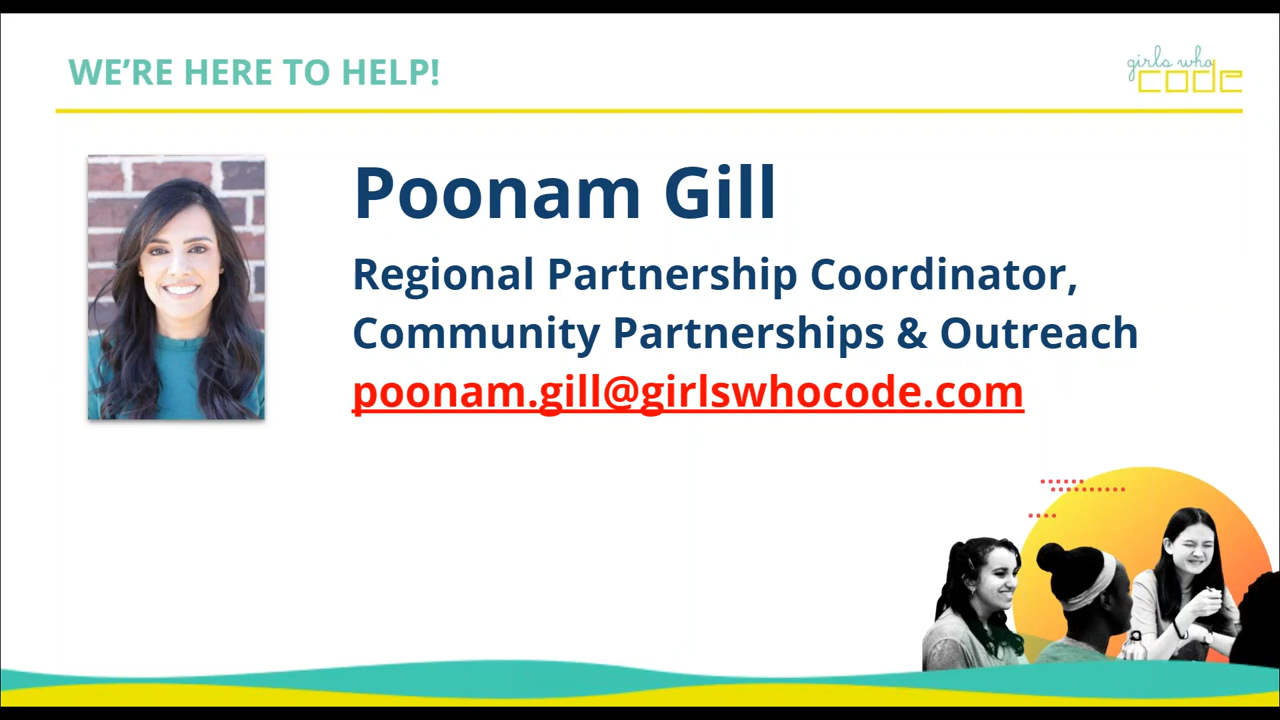 WE’RE HERE TO HELP!
girls who
code
Poonam Gill
Regional Partnership Coordinator,
Community Partnerships & Outreach
poonam.gill@girlswhocode.com